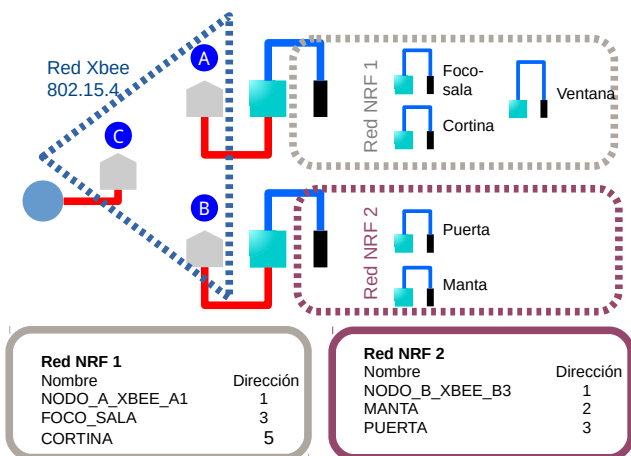 Red Xbee
802.15.4
A
C
B
Red NRF 1
Foco-
sala
Cortina
Ventana
Red NRF 2
Puerta
Manta
Red NRF 1
Nombre Dirección
NODO_A_XBEE_A1 1
FOCO_SALA 3
CORTINA 5
Red NRF 2
Nombre Dirección
NODO_B_XBEE_B3 1
MANTA 2
PUERTA 3